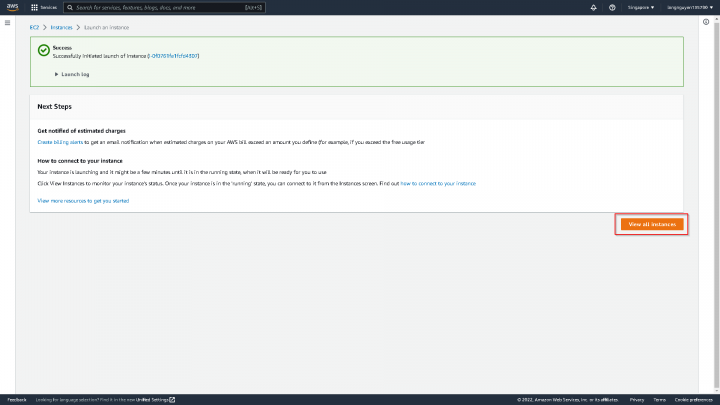 aws
Services
Search for services, features, blogs, docs, and more
[Alt+S]
Singapore ▼
EC2 > Instances > Launch an instance
Success
Successfully initiated launch of instance
Launch log
Next Steps
Get notified of estimated charges
Create billing alerts to get an email notification when estimated charges on your AWS bill exceed an amount you define (for example, if you exceed the free usage tier
How to connect to your instance
Your instance is launching and it might be a few minutes until it is in the running state, when it will be ready for you to use
Click View Instances to monitor your instance's status. Once your instance is in the 'running' state, you can connect to it from the Instances screen. Find out how to connect to your instance
View more resources to get you started
View all instances
Feedback
Looking for language selection? Find it in the new Unified Settings
© 2022, Amazon Web Services, Inc. or its affiliates.
Privacy
Terms
Cookie preferences